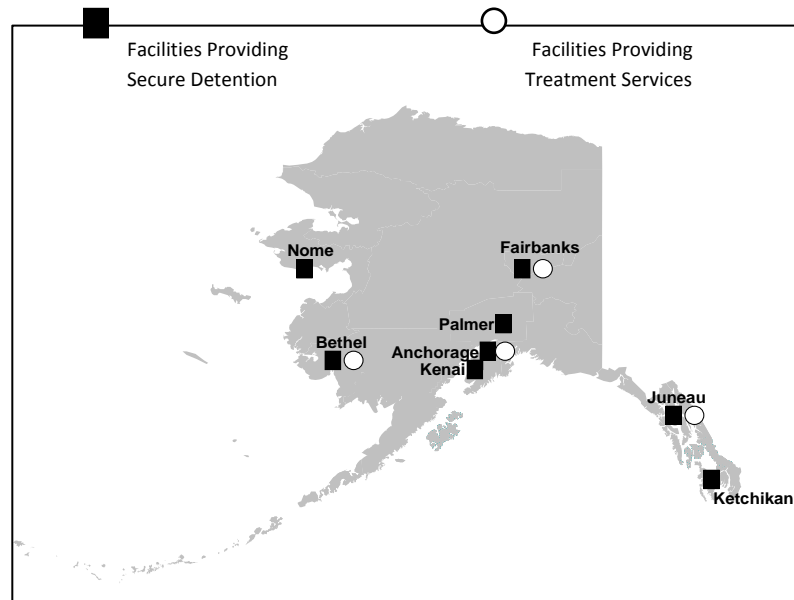 Facilities Providing
Secure Detention
Facilities Providing
Treatment Services
Nome
Fairbanks
Palmer
Bethel
Anchorage
Kenai
Juneau
Ketchikan